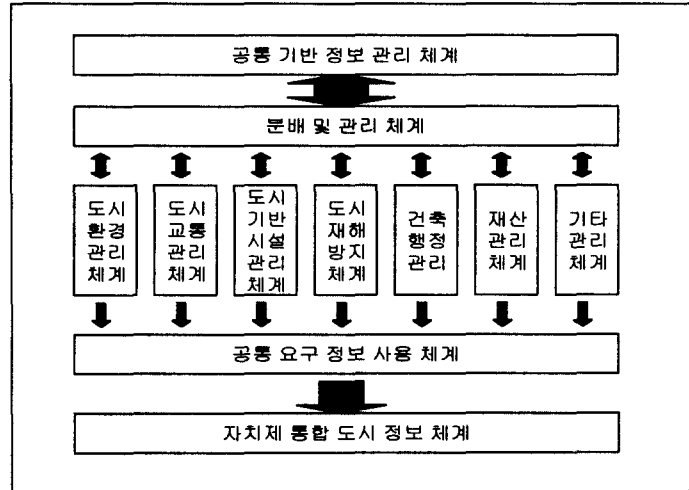 공통 기반 정보 관리 체계
분배 및 관리 체계
도시
환경
관리
체계
도시
교통
관리
체계
도시
기반
시설
관리
체계
도시
재해
방지
체계
건축
행정
관리
재산
관리
체계
기타
관리
체계
공통 요구 정보 사용 체계
자치제 통합 도시 정보 체계